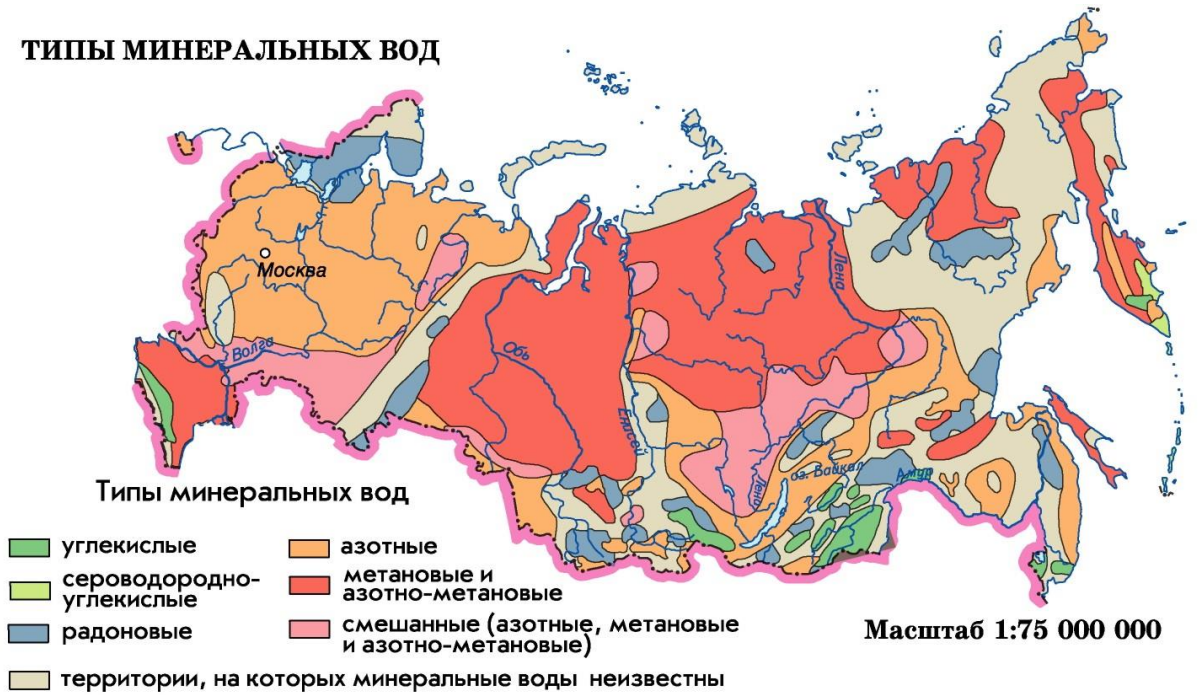 ТИПЫ МИНЕРАЛЬНЫХ ВОД
Москва
Волга
Обь
Енисей
Лена
Лена
оз. Байкал
Амур
Типы минеральных вод
углекислые
сероводородно-
углекислые
радоновые
азотные
метановые и
азотно-метановые
смешанные (азотные, метановые
и азотно-метановые)
территории, на которых минеральные воды неизвестны
Масштаб 1:75 000 000